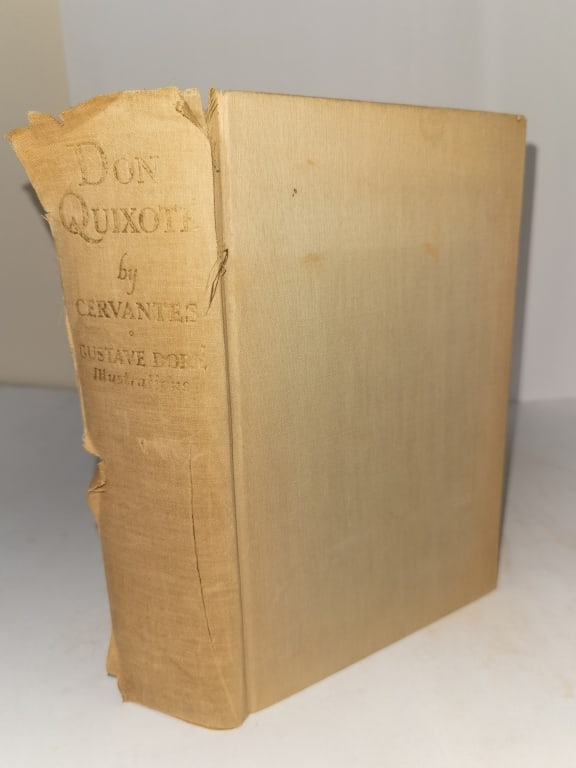 DON
QUIXOTE
by
CERVANTES
GUSTAVE DORÉ
Illustrations